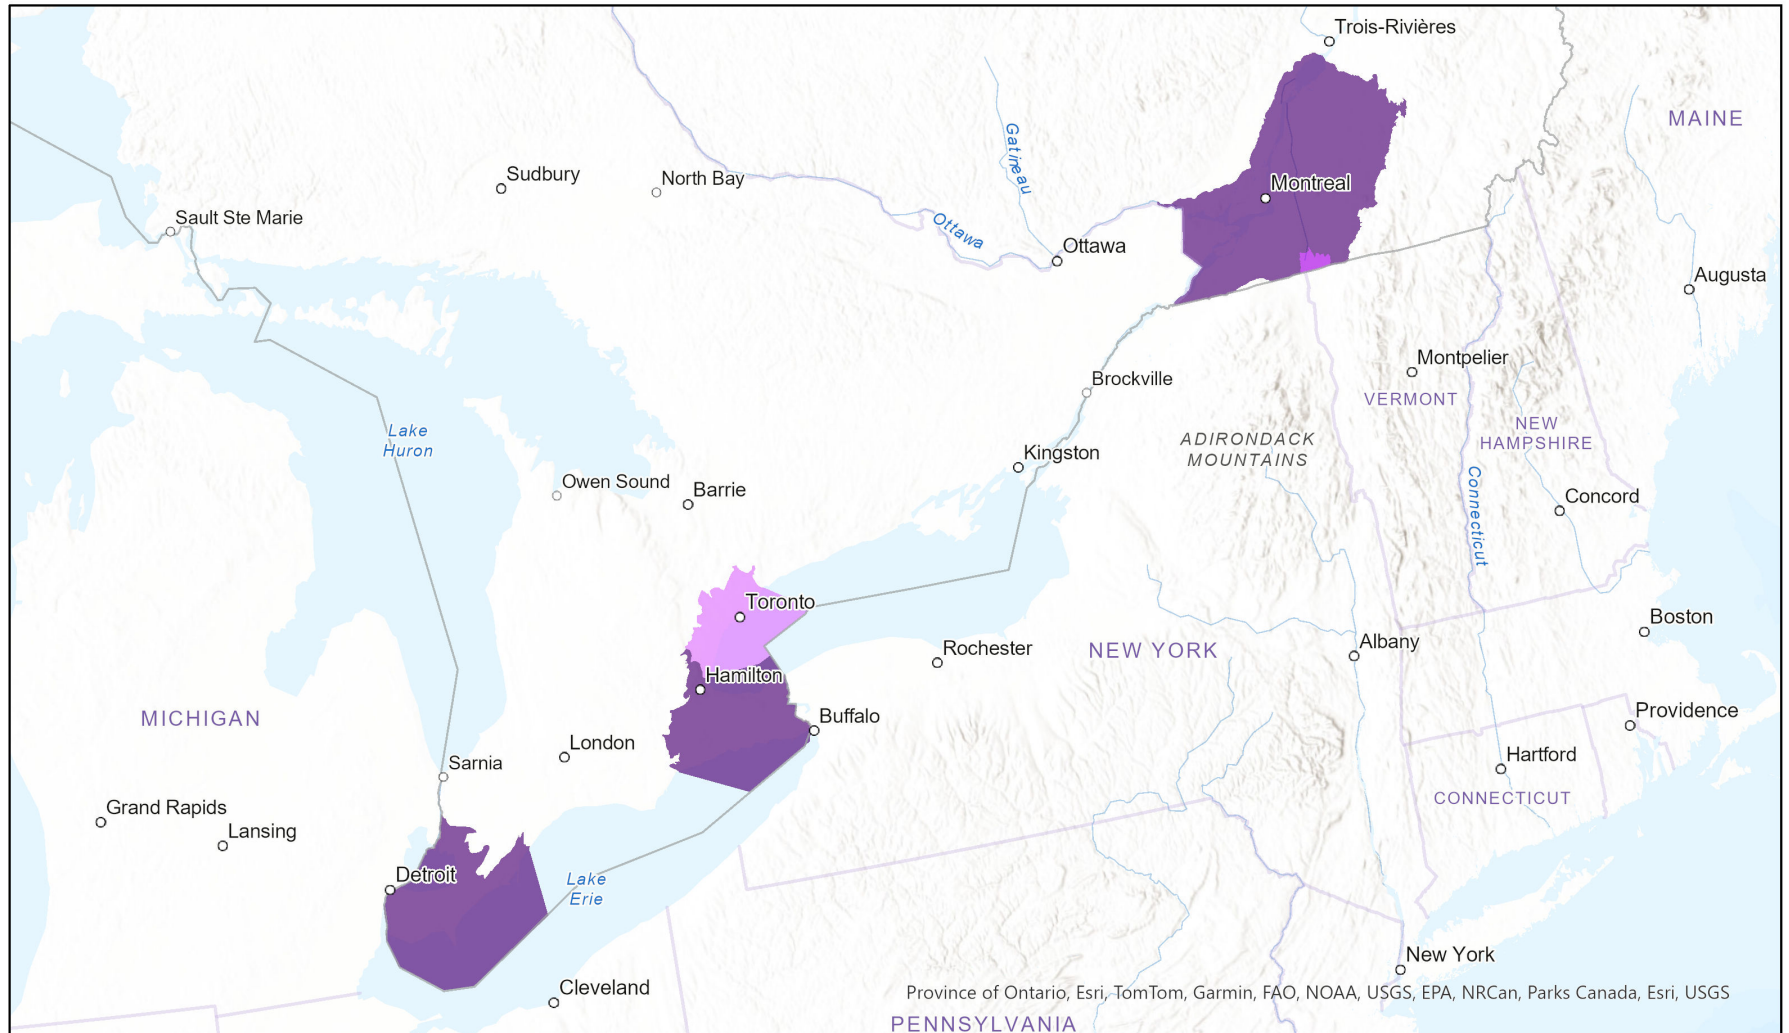 Trois-Rivières
MAINE
Gatineau
Sudbury
North Bay
Montreal
Sault Ste Marie
Ottawa
Ottawa
Augusta
Montpelier
Brockville
VERMONT
Lake
Huron
NEW
HAMPSHIRE
ADIRONDACK
MOUNTAINS
Kingston
Owen Sound
Barrie
Concord
Connecticut
Toronto
Boston
Rochester
NEW YORK
Albany
Hamilton
MICHIGAN
Buffalo
Providence
London
Hartford
Sarnia
CONNECTICUT
Grand Rapids
Lansing
Detroit
Lake
Erie
New York
Cleveland
Province of Ontario, Esri, TomTom, Garmin, FAO, NOAA, USGS, EPA, NRCan, Parks Canada, Esri, USGS
PENNSYLVANIA